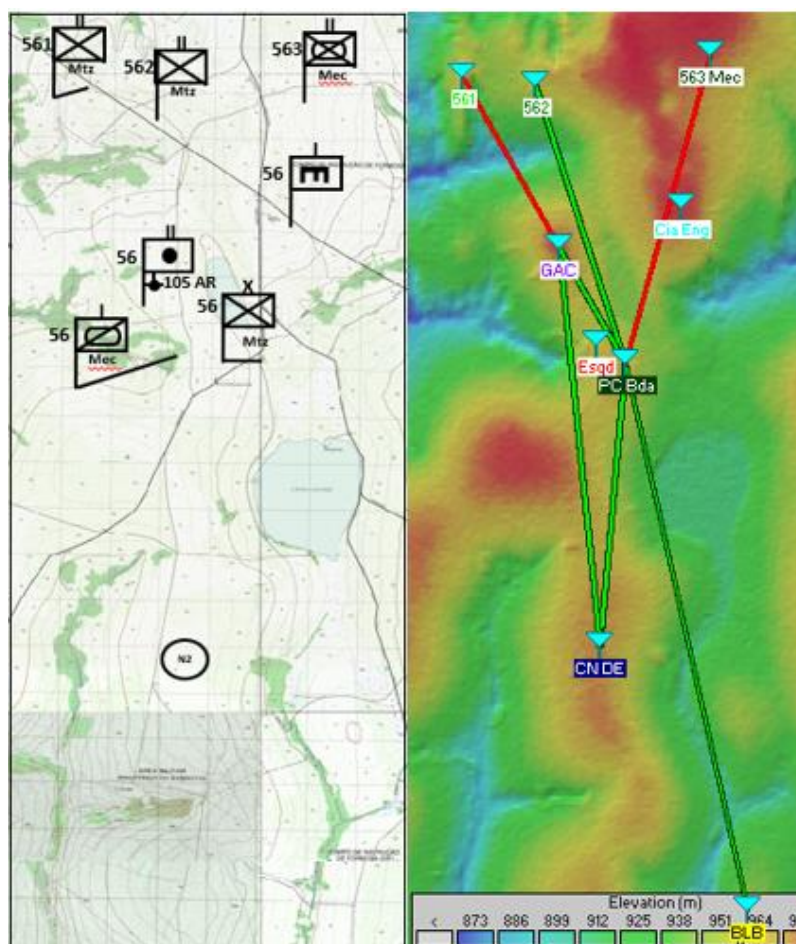 561
Mtz
562
Mtz
563
Mec
56
56
105 AR
56
Mtz
56
Mec
N2
561
562
563 Mec
Cia Eng
GAC
Esqd
PC Bda
CN DE
Elevation (m)
< 873 886 899 912 925 938 951 964 9
BLB